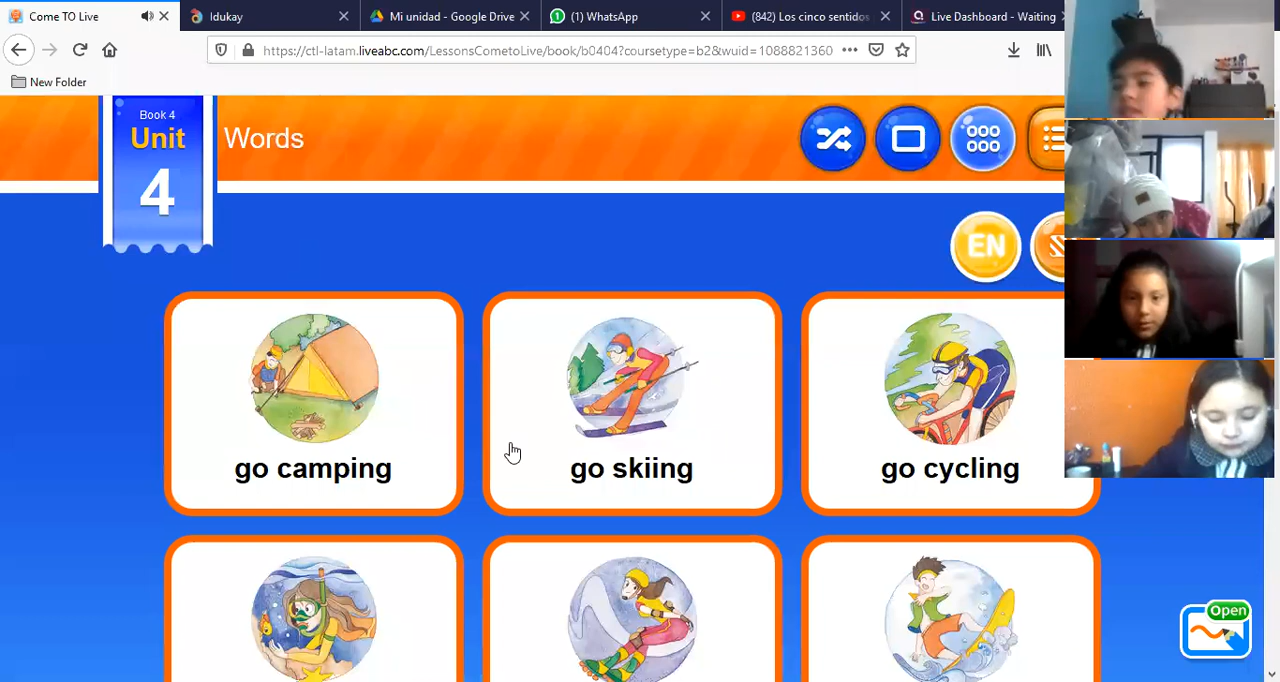 Come TO Live
Idukay
Mi unidad - Google Drive
(1) WhatsApp
(842) Los cinco sentidos
Live Dashboard - Waiting
https://ctl-latam.liveabc.com/LessonsCometoLive/book/b0404?coursetype=b2&wuid=1088821360
New Folder
Book 4
Unit
4
Words
EN
go camping
go skiing
go cycling
Open